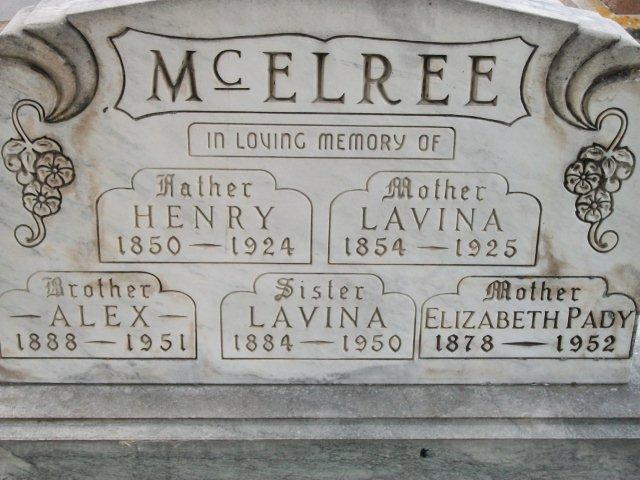 McELREE
IN LOVING MEMORY OF
Father
HENRY
1850 — 1924
Mother
LAVINA
1854 — 1925
Brother
— ALEX —
1888 — 1951
Sister
LAVINA
1884 — 1950
Mother
ELIZABETH PADY
1878 — 1952